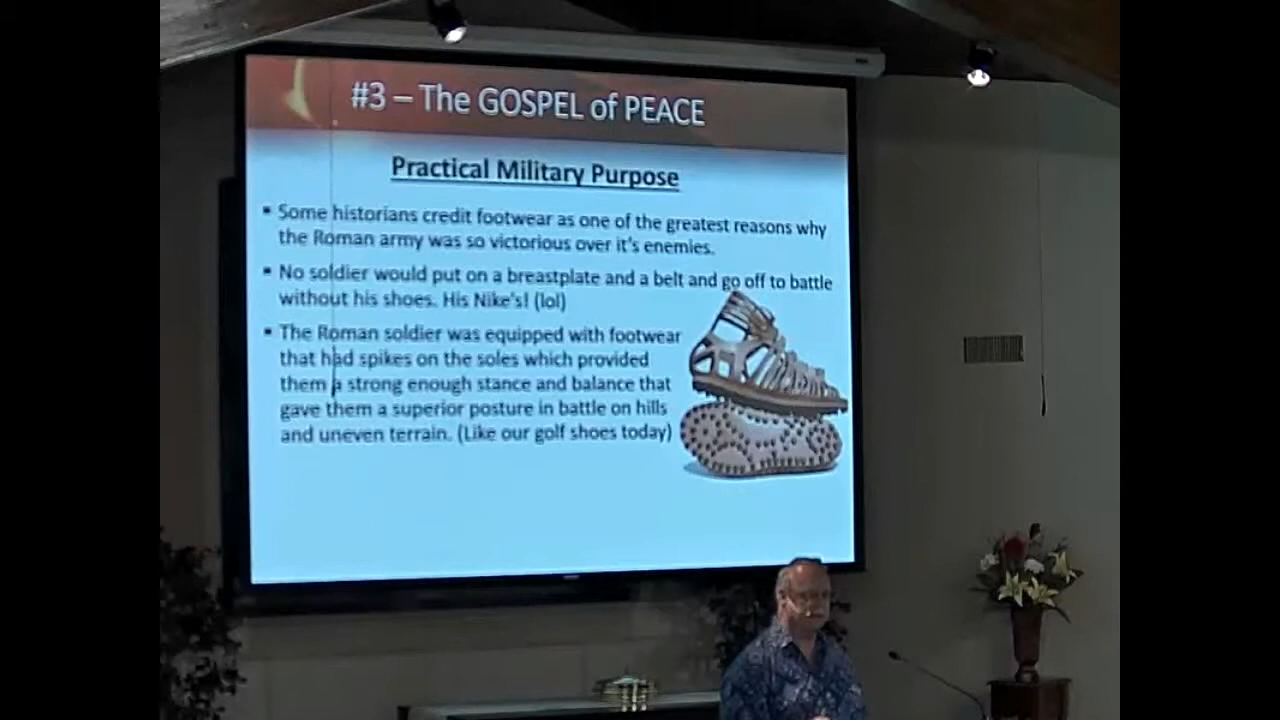 #3 – The GOSPEL of PEACE
Practical Military Purpose
▪ Some historians credit footwear as one of the greatest reasons why
the Roman army was so victorious over it's enemies.
▪ No soldier would put on a breastplate and a belt and go off to battle
without his shoes. His Nike's! (lol)
▪ The Roman soldier was equipped with footwear
that had spikes on the soles which provided
them a strong enough stance and balance that
gave them a superior posture in battle on hills
and uneven terrain. (Like our golf shoes today)